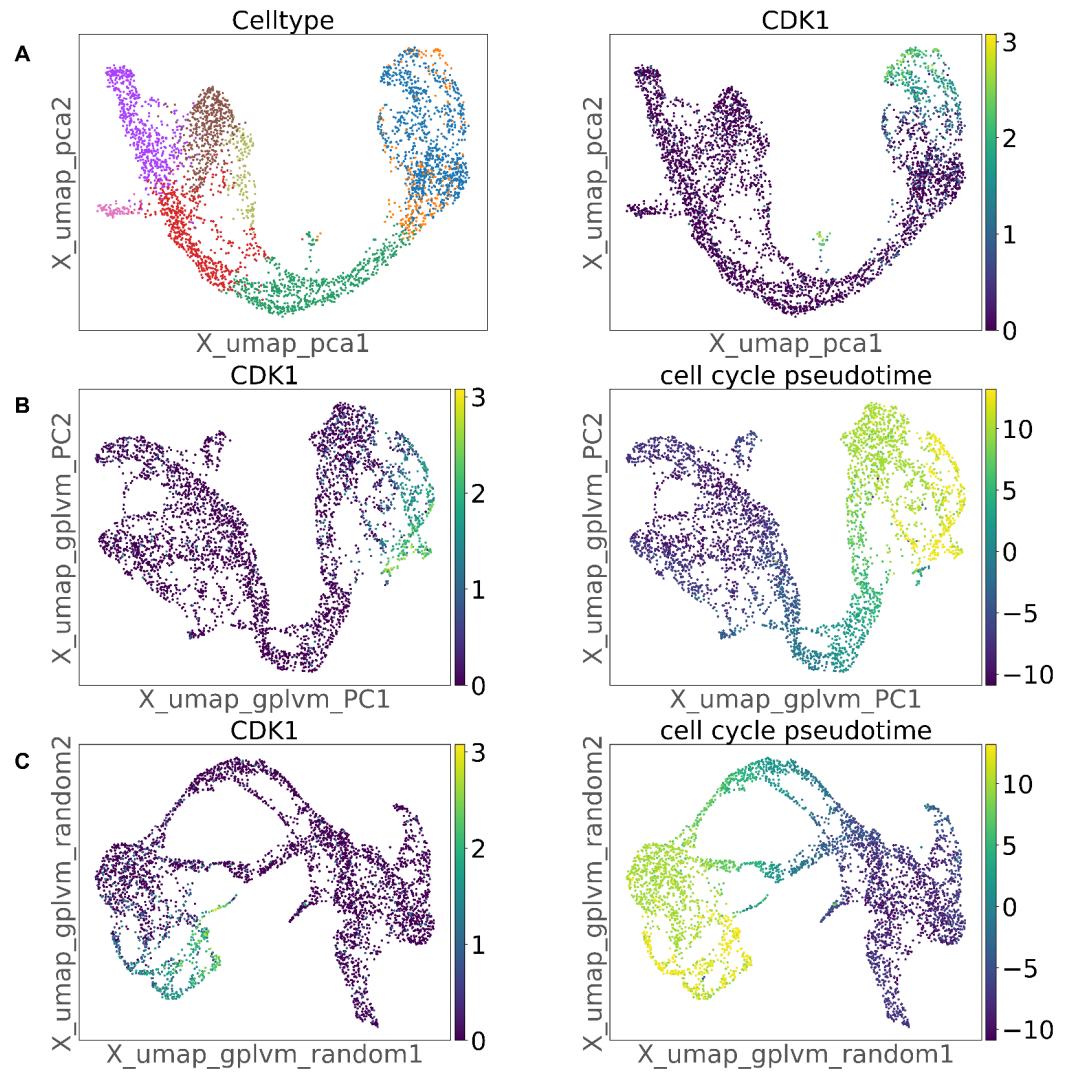 A
Celltype
X_umap_pca2
X_umap_pca1
CDK1
X_umap_pca2
X_umap_pca1
3
2
1
0
B
CDK1
X_umap_gplvm_PC2
X_umap_gplvm_PC1
3
2
1
0
cell cycle pseudotime
X_umap_gplvm_PC2
X_umap_gplvm_PC1
10
5
0
−5
−10
C
CDK1
X_umap_gplvm_random2
X_umap_gplvm_random1
3
2
1
0
cell cycle pseudotime
X_umap_gplvm_random2
X_umap_gplvm_random1
10
5
0
−5
−10